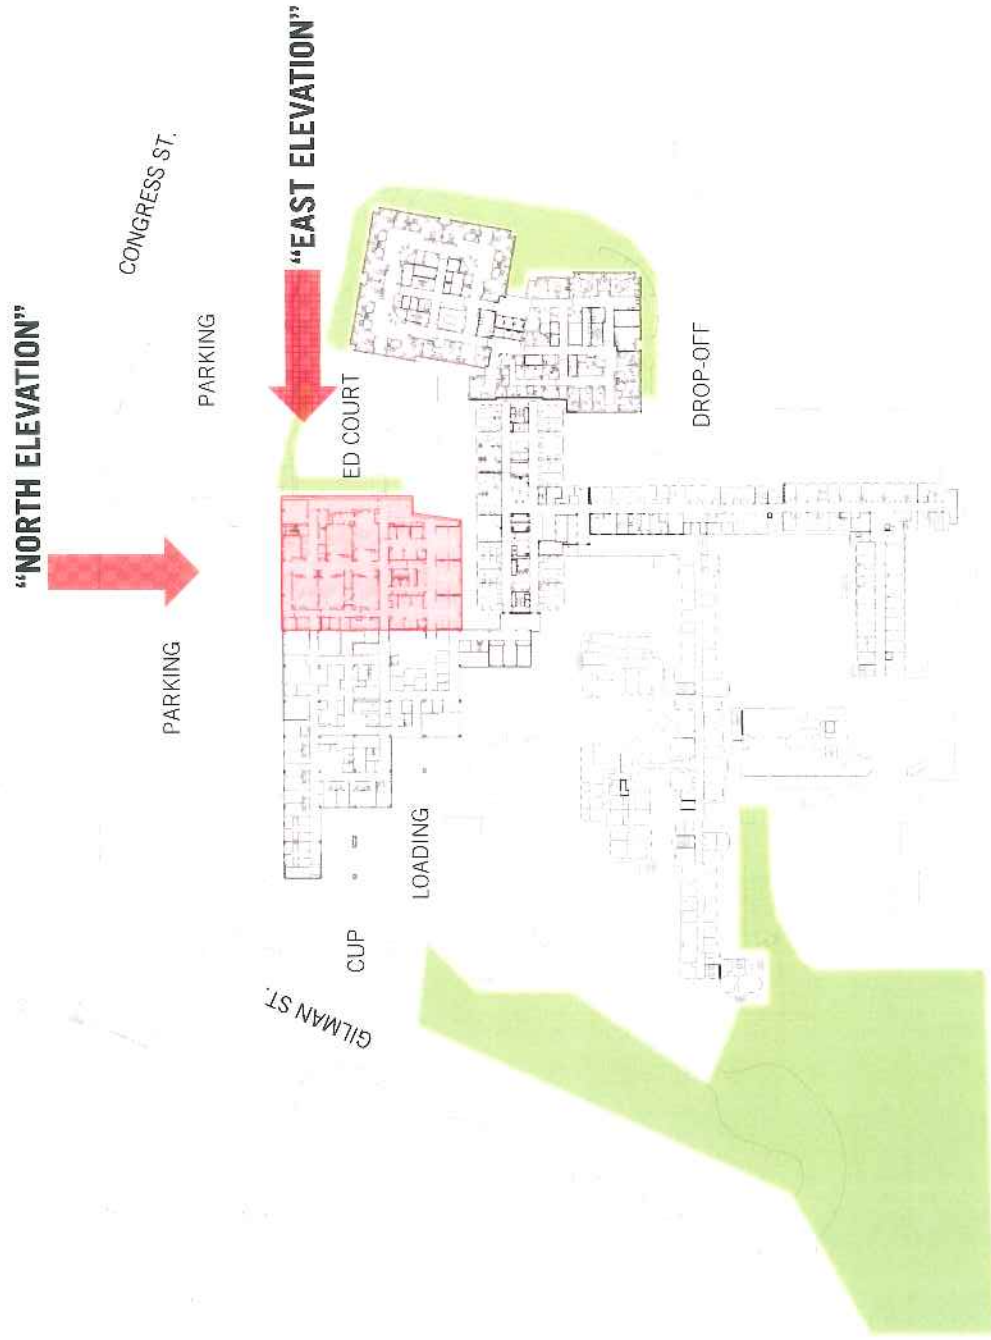 “NORTH ELEVATION”
CONGRESS ST.
“EAST ELEVATION”
PARKING
PARKING
ED COURT
DROP-OFF
LOADING
CUP
GILMAN ST.